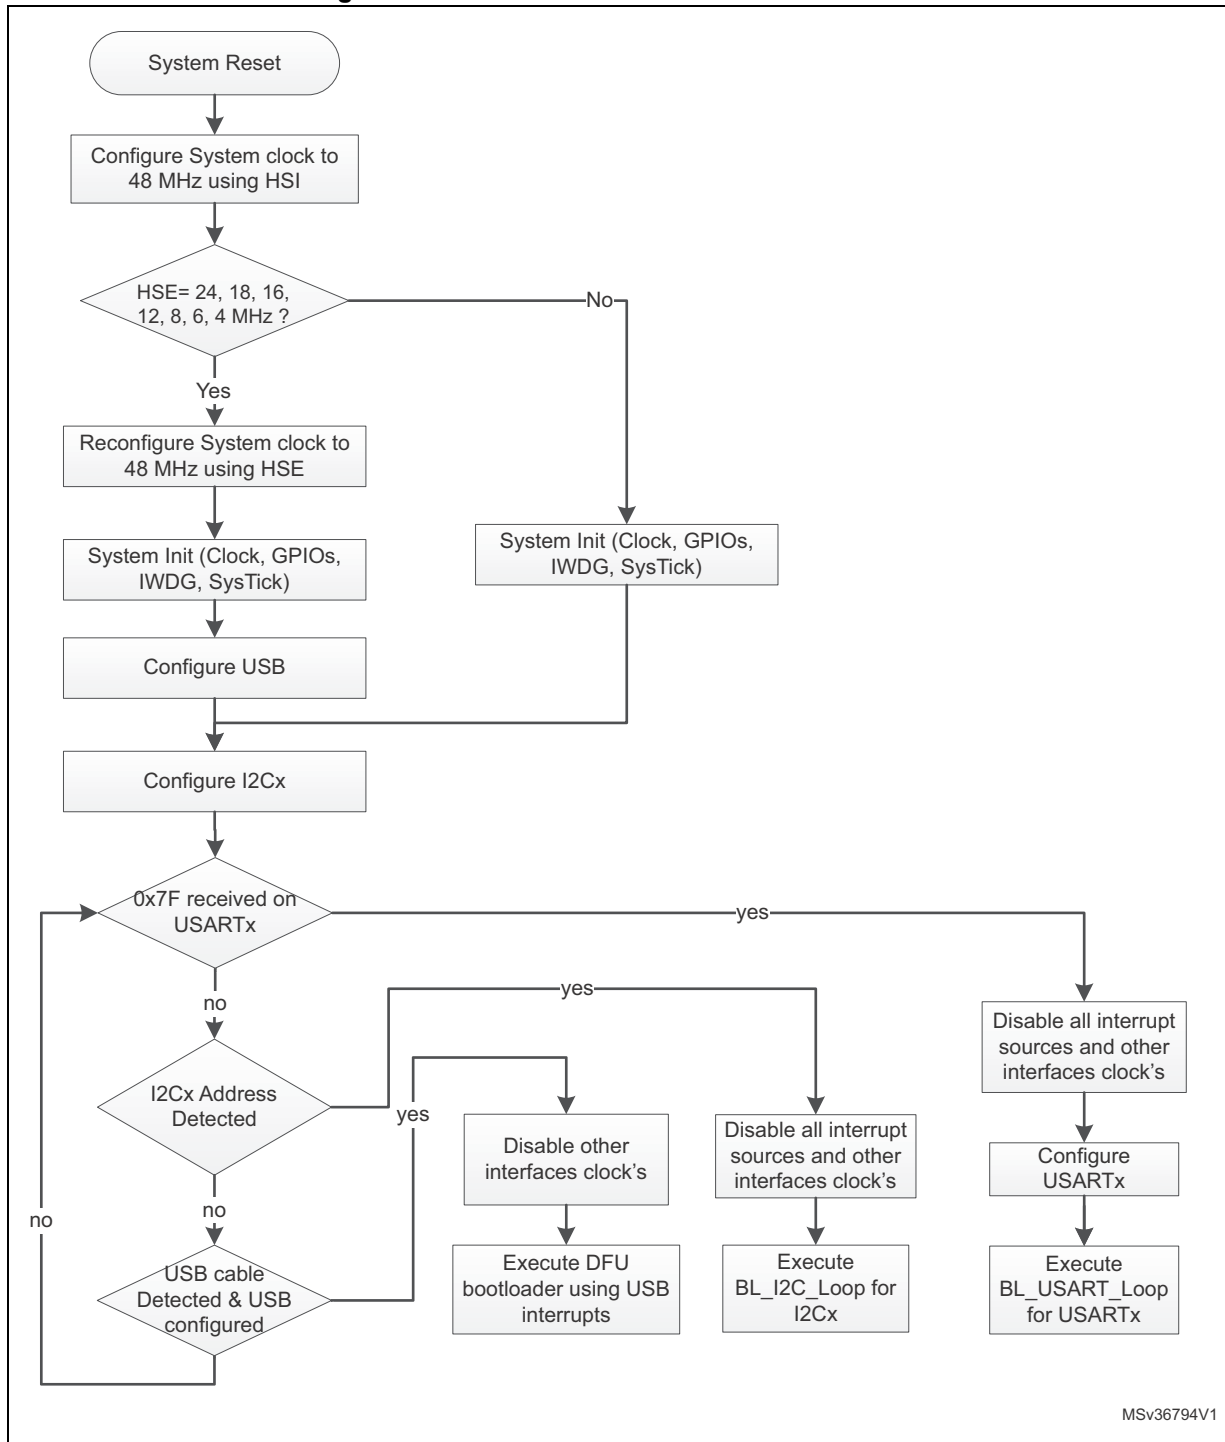 System Reset
Configure System clock to
48 MHz using HSI
HSE= 24, 18, 16,
12, 8, 6, 4 MHz ?
No
Yes
Reconfigure System clock to
48 MHz using HSE
System Init (Clock, GPIOs,
IWDG, SysTick)
System Init (Clock, GPIOs,
IWDG, SysTick)
Configure USB
Configure I2Cx
0x7F received on
USARTx
yes
no
yes
Disable all interrupt
sources and other
interfaces clock's
I2Cx Address
Detected
yes
Disable other
interfaces clock's
Disable all interrupt
sources and other
interfaces clock's
Configure
USARTx
no
no
USB cable
Detected & USB
configured
Execute DFU
bootloader using USB
interrupts
Execute
BL_I2C_Loop for
I2Cx
Execute
BL_USART_Loop
for USARTx
MSv36794V1